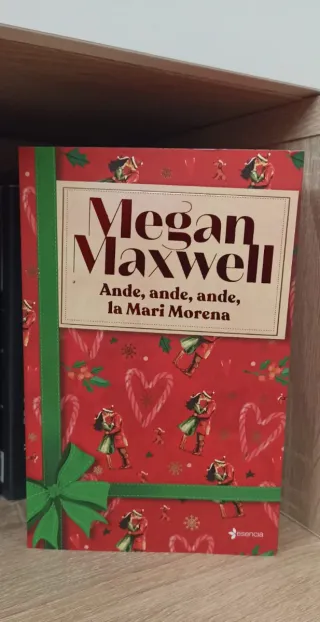 Megan
Maxwell
Ande, ande, ande,
la Mari Morena
esencia